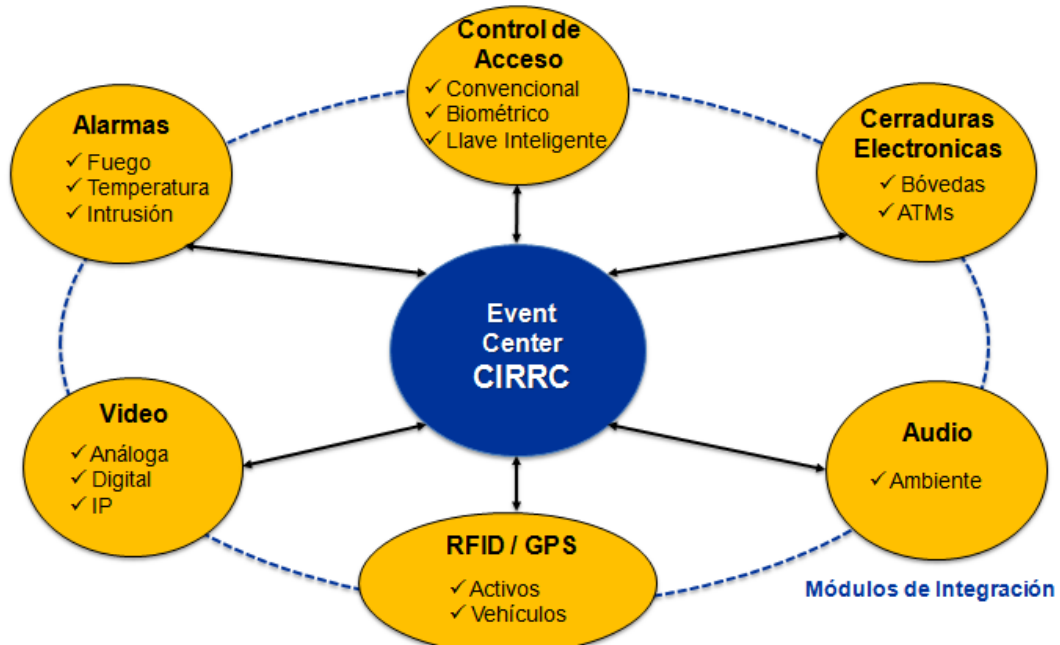 Control de
Acceso
✓ Convencional
✓ Biométrico
✓ Llave Inteligente
Alarmas
✓ Fuego
✓ Temperatura
✓ Intrusión
Cerraduras
Electronicas
✓ Bóvedas
✓ ATMs
Event
Center
CIRRC
Video
✓ Análoga
✓ Digital
✓ IP
Audio
✓ Ambiente
RFID / GPS
✓ Activos
✓ Vehículos
Módulos de Integración